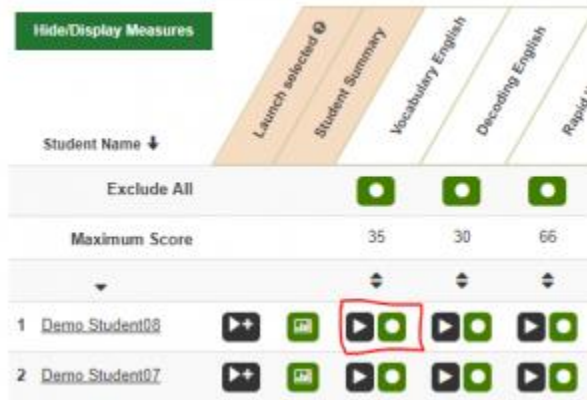 Hide/Display Measures
Launch selected
Student Summary
Vocabulary English
Decoding English
Student Name
Exclude All
Maximum Score 35 30 66
1 Demo Student08
2 Demo Student07